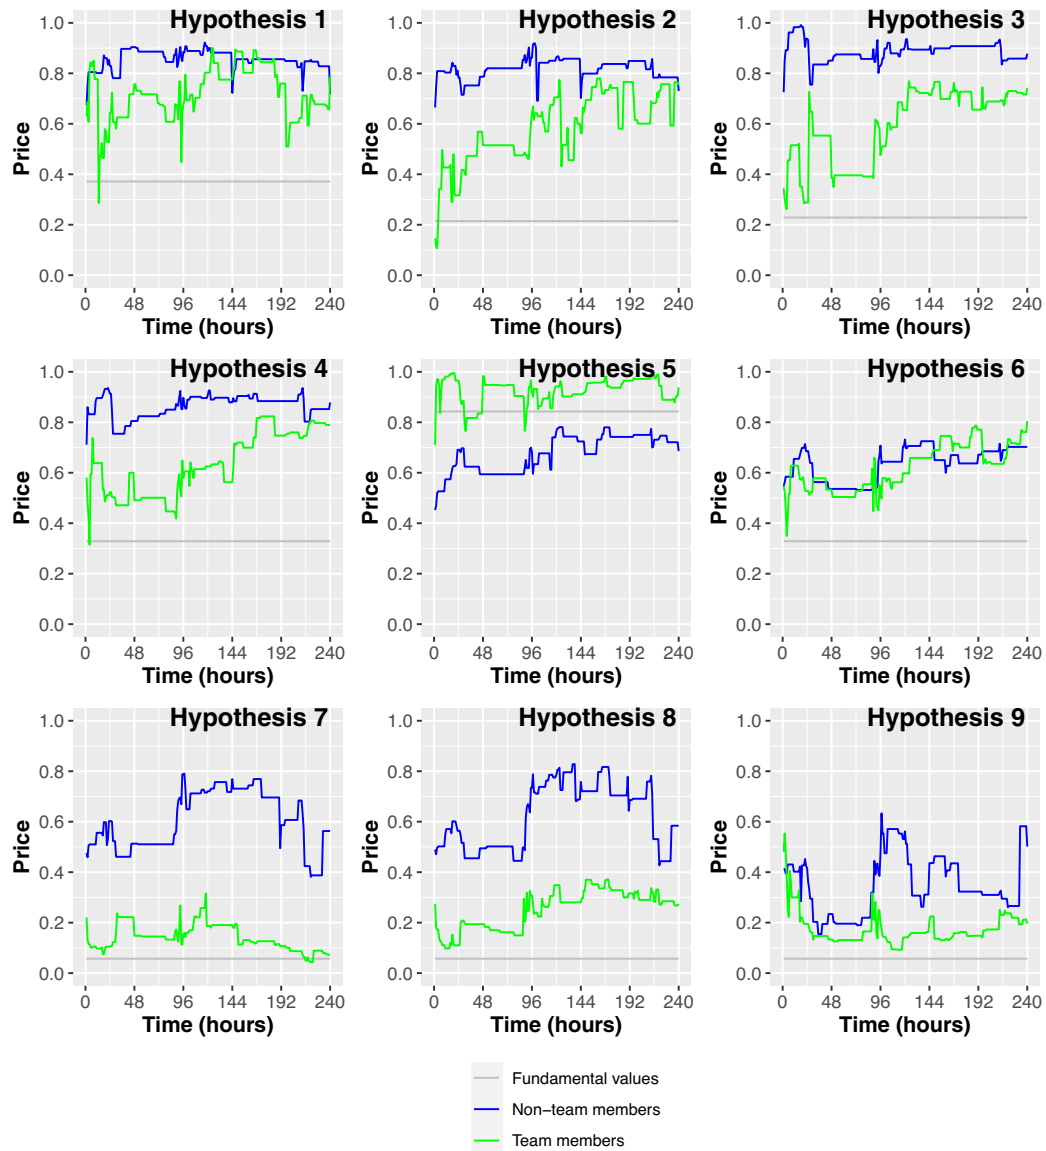 Hypothesis 1
Hypothesis 2
Hypothesis 3
Price
1.0
0.8
0.6
0.4
0.2
0.0
0 48 96 144 192 240
Time (hours)
Price
1.0
0.8
0.6
0.4
0.2
0.0
0 48 96 144 192 240
Time (hours)
Price
1.0
0.8
0.6
0.4
0.2
0.0
0 48 96 144 192 240
Time (hours)
Hypothesis 4
Hypothesis 5
Hypothesis 6
Price
1.0
0.8
0.6
0.4
0.2
0.0
0 48 96 144 192 240
Time (hours)
Price
1.0
0.8
0.6
0.4
0.2
0.0
0 48 96 144 192 240
Time (hours)
Price
1.0
0.8
0.6
0.4
0.2
0.0
0 48 96 144 192 240
Time (hours)
Hypothesis 7
Hypothesis 8
Hypothesis 9
Price
1.0
0.8
0.6
0.4
0.2
0.0
0 48 96 144 192 240
Time (hours)
Price
1.0
0.8
0.6
0.4
0.2
0.0
0 48 96 144 192 240
Time (hours)
Price
1.0
0.8
0.6
0.4
0.2
0.0
0 48 96 144 192 240
Time (hours)
Fundamental values
Non−team members
Team members